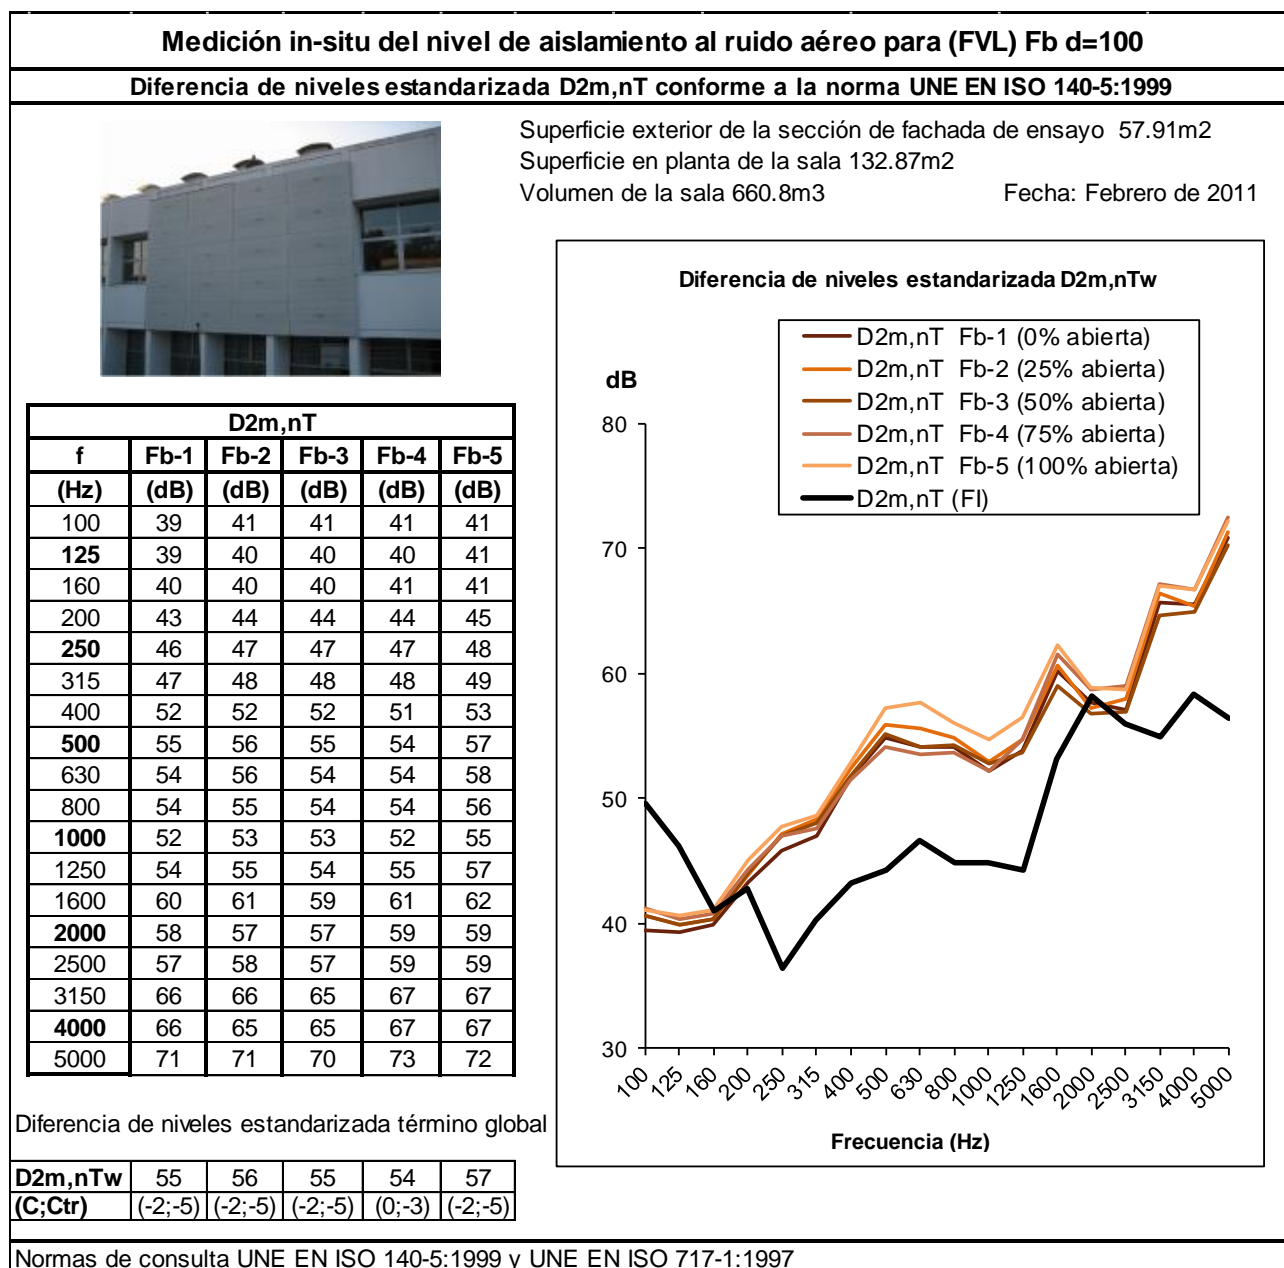 Medición in-situ del nivel de aislamiento al ruido aéreo para (FVL) Fb d=100
Diferencia de niveles estandarizada D2m,nT conforme a la norma UNE EN ISO 140-5:1999
Superficie exterior de la sección de fachada de ensayo 57.91m2
Superficie en planta de la sala 132.87m2
Volumen de la sala 660.8m3 Fecha: Febrero de 2011
D2m,nT
f Fb-1 Fb-2 Fb-3 Fb-4 Fb-5
(Hz) (dB) (dB) (dB) (dB) (dB)
100 39 41 41 41 41
125 39 40 40 40 41
160 40 40 40 41 41
200 43 44 44 44 45
250 46 47 47 47 48
315 47 48 48 48 49
400 52 52 52 51 53
500 55 56 55 54 57
630 54 56 54 54 58
800 54 55 54 54 56
1000 52 53 53 52 55
1250 54 55 54 55 57
1600 60 61 59 61 62
2000 58 57 57 59 59
2500 57 58 57 59 59
3150 66 66 65 67 67
4000 66 65 65 67 67
5000 71 71 70 73 72
Diferencia de niveles estandarizada término global
D2m,nTw 55 56 55 54 57
(C;Ctr) (-2;-5) (-2;-5) (-2;-5) (0;-3) (-2;-5)
Diferencia de niveles estandarizada D2m,nTw
D2m,nT Fb-1 (0% abierta)
D2m,nT Fb-2 (25% abierta)
D2m,nT Fb-3 (50% abierta)
D2m,nT Fb-4 (75% abierta)
D2m,nT Fb-5 (100% abierta)
D2m,nT (FI)
dB
80
70
60
50
40
30
100 125 160 200 250 315 400 500 630 800 1000 1250 1600 2000 2500 3150 4000 5000
Frecuencia (Hz)
Normas de consulta UNE EN ISO 140-5:1999 y UNE EN ISO 717-1:1997